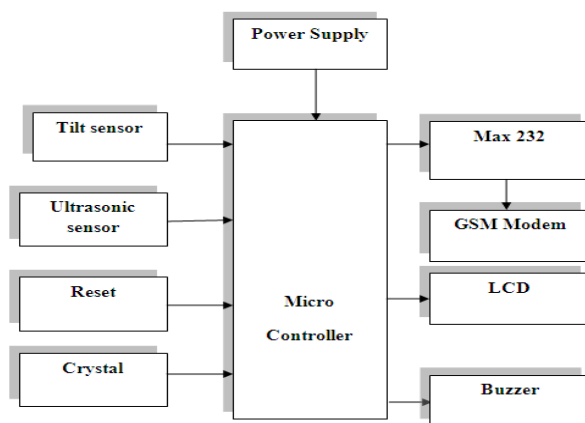 Power Supply
Tilt sensor
Max 232
Ultrasonic
sensor
GSM Modem
Reset
LCD
Micro
Controller
Crystal
Buzzer